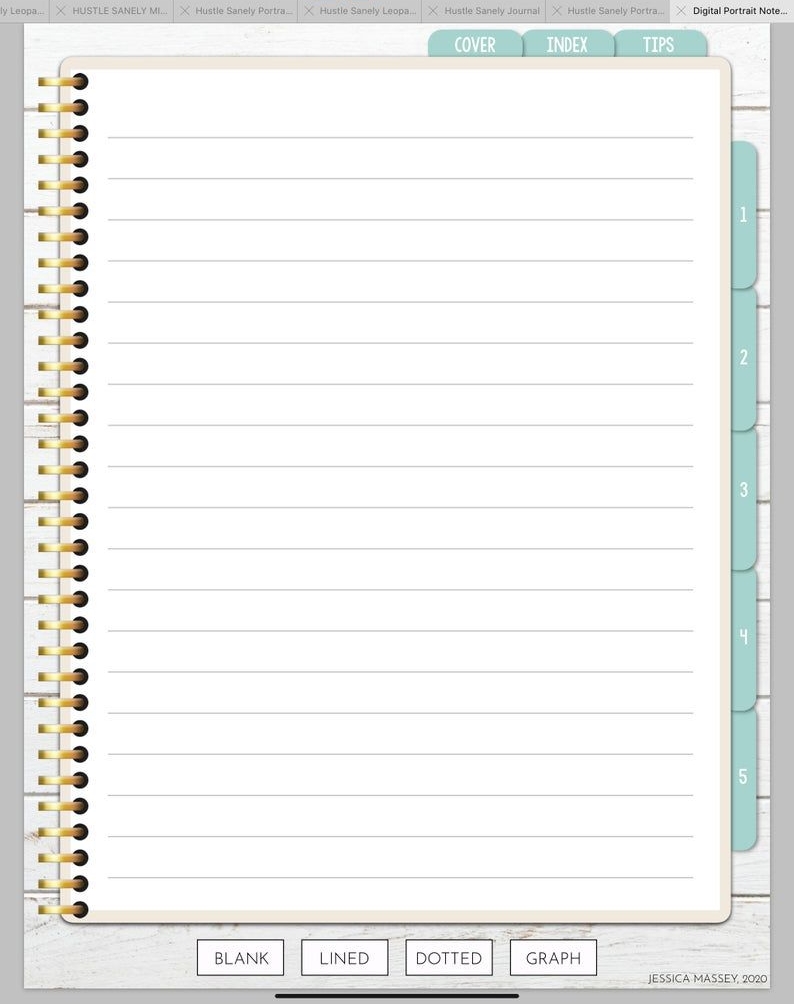 ly Leopa... HUSTLE SANELY MI... Hustle Sanely Portra... Hustle Sanely Leopa... Hustle Sanely Journal Hustle Sanely Portra... Digital Portrait Note...
COVER INDEX TIPS
1
2
3
4
5
BLANK LINED DOTTED GRAPH
JESSICA MASSEY, 2020